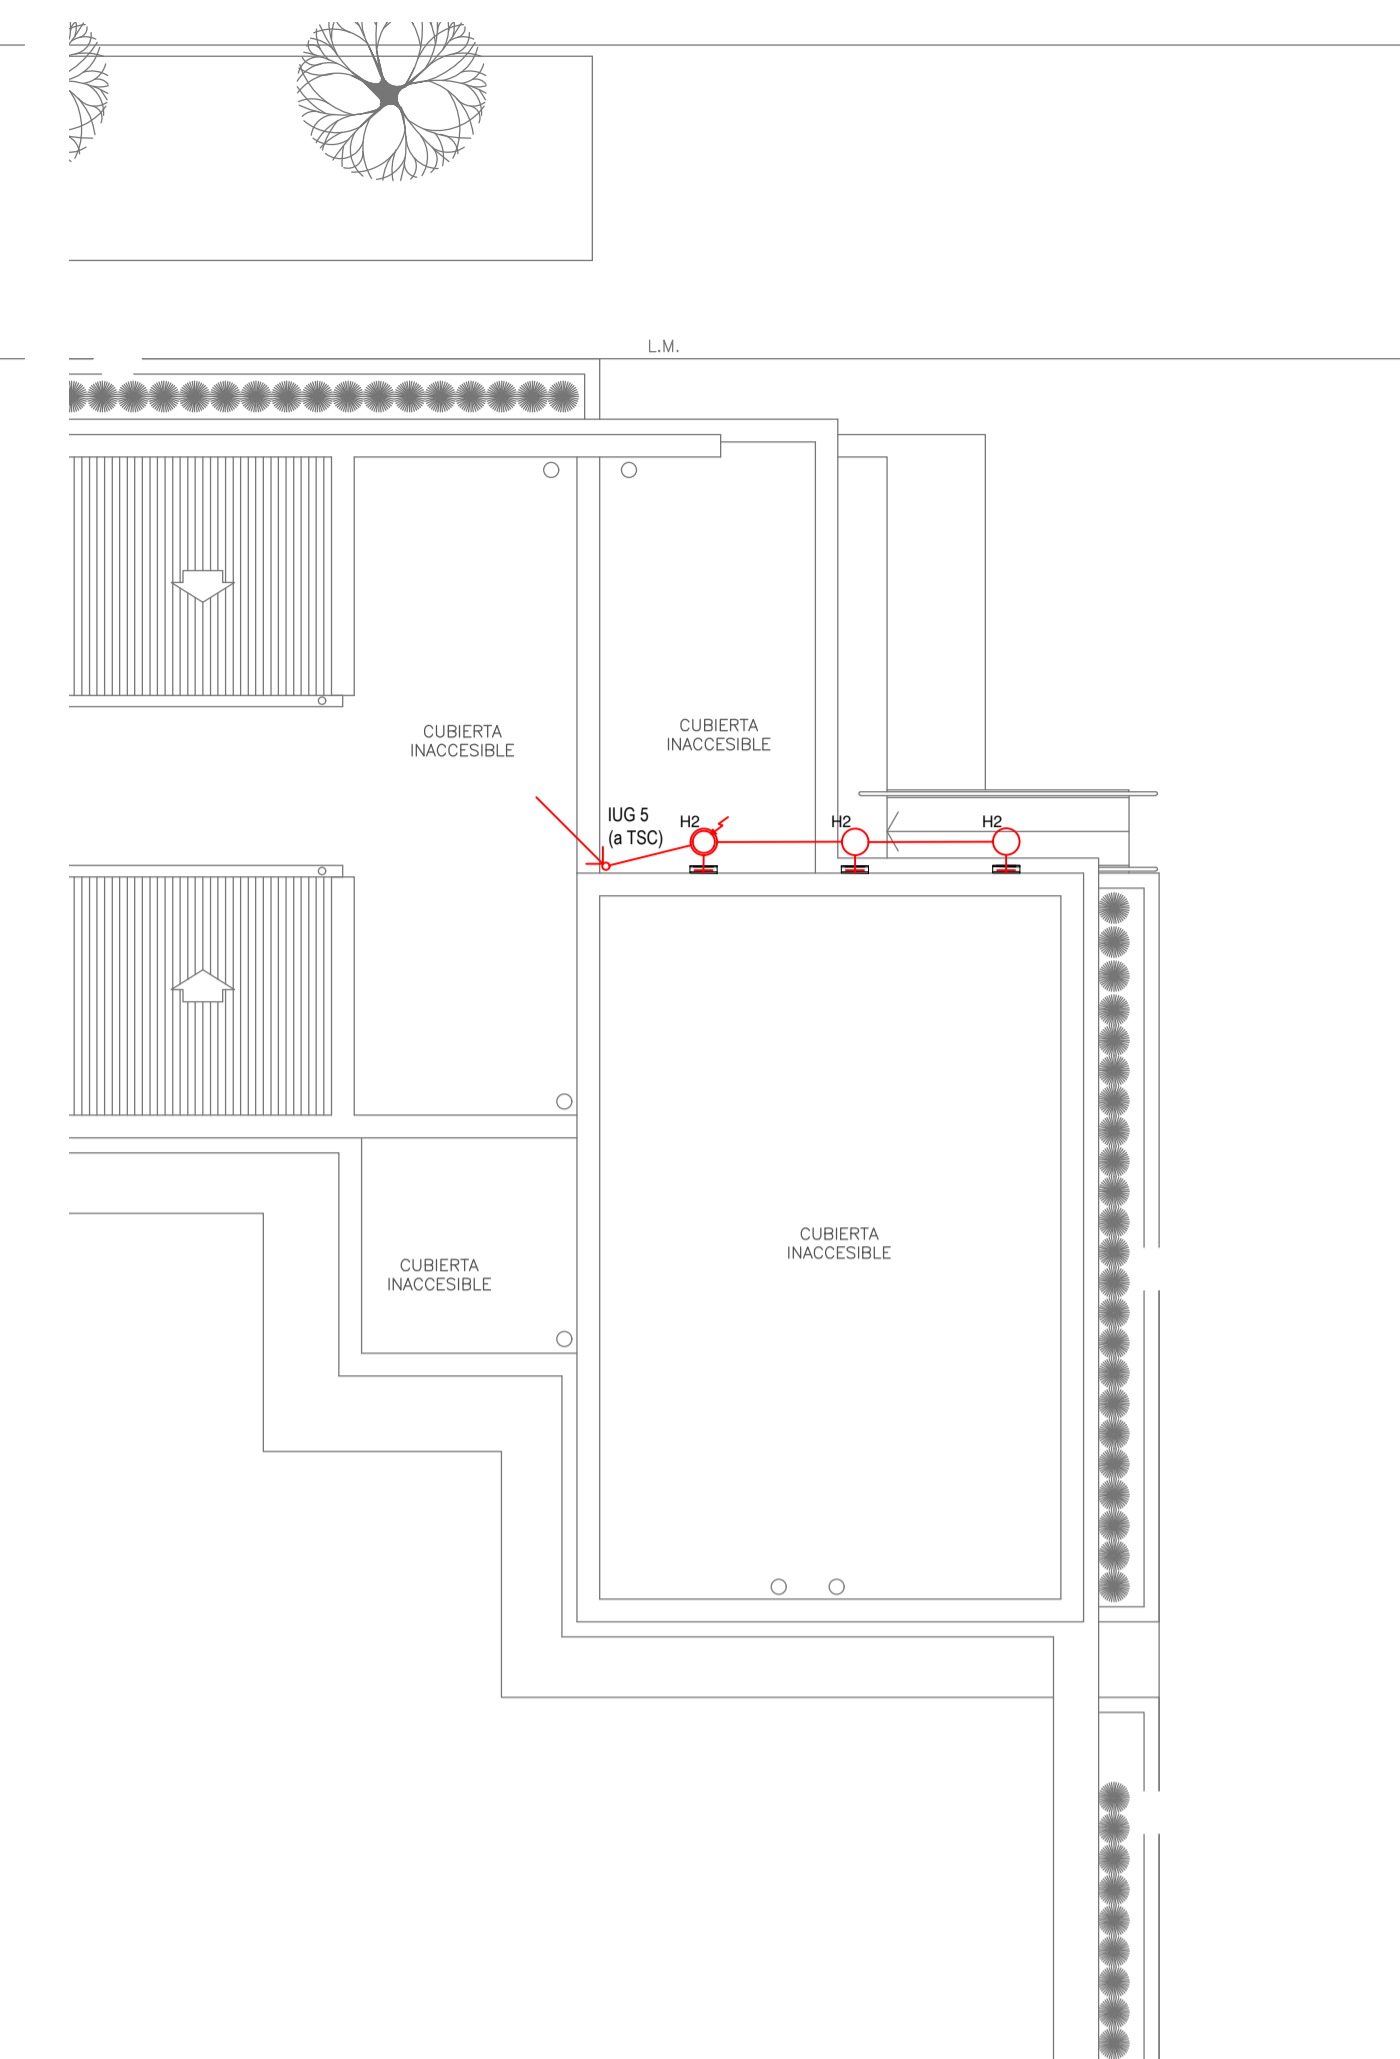 L.M.
CUBIERTA
INACCESIBLE
CUBIERTA
INACCESIBLE
IUG 5
(a TSC)
H2
H2
H2
CUBIERTA
INACCESIBLE
CUBIERTA
INACCESIBLE